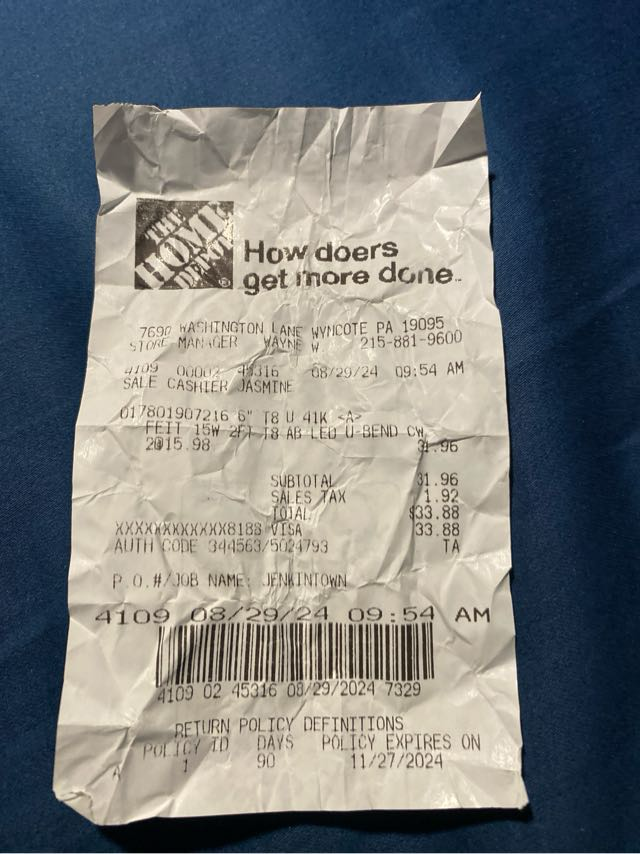 THE
HOME
DEPOT
How doers
get more done.
7690 WASHINGTON LANE WYNCOTE PA 19095
STORE MANAGER WAYNE W. 215-881-9600
4109 00002 45316 08/29/24 09:54 AM
SALE CASHIER JASMINE
017801907216 6" T8 U 41K <A>
FEIT 15W 2FT T8 AB LED U-BEND CW
2@15.98 31.96
SUBTOTAL 31.96
SALES TAX 1.92
TOTAL $33.88
XXXXXXXXXXXX8188 VISA 33.88
AUTH CODE 344563/5024793 TA
P.O.#/JOB NAME: JENKINTOWN
4109 08/29/24 09:54 AM
4109 02 45316 08/29/2024 7329
RETURN POLICY DEFINITIONS
POLICY ID DAYS POLICY EXPIRES ON
A 1 90 11/27/2024